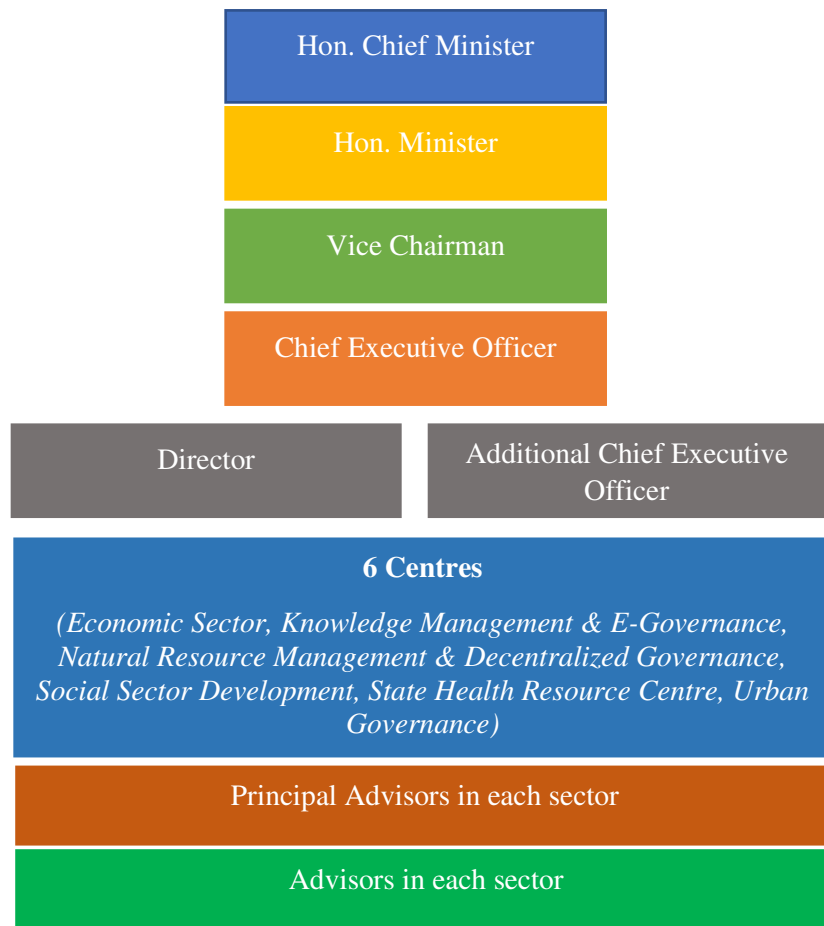 Hon. Chief Minister
Hon. Minister
Vice Chairman
Chief Executive Officer
Director
Additional Chief Executive
Officer
6 Centres
(Economic Sector, Knowledge Management & E-Governance,
Natural Resource Management & Decentralized Governance,
Social Sector Development, State Health Resource Centre, Urban
Governance)
Principal Advisors in each sector
Advisors in each sector